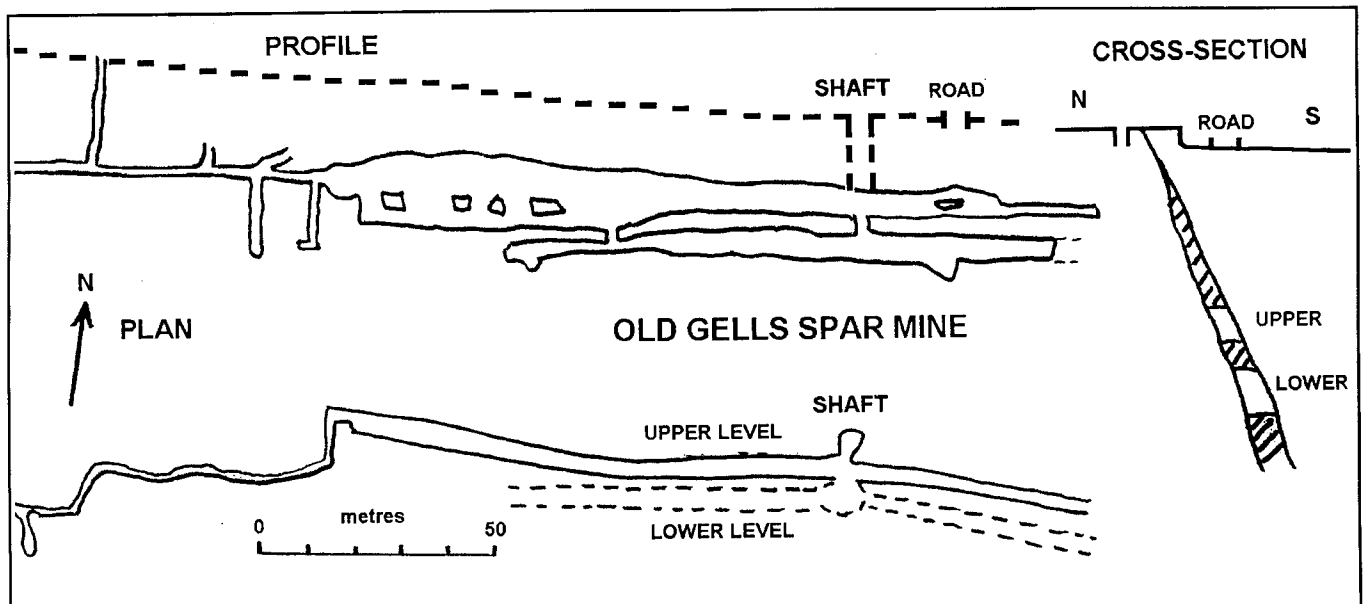 PROFILE
CROSS-SECTION
SHAFT
ROAD
N
ROAD
S
N
PLAN
OLD GELLS SPAR MINE
UPPER
LOWER
SHAFT
UPPER LEVEL
0
metres
50
LOWER LEVEL